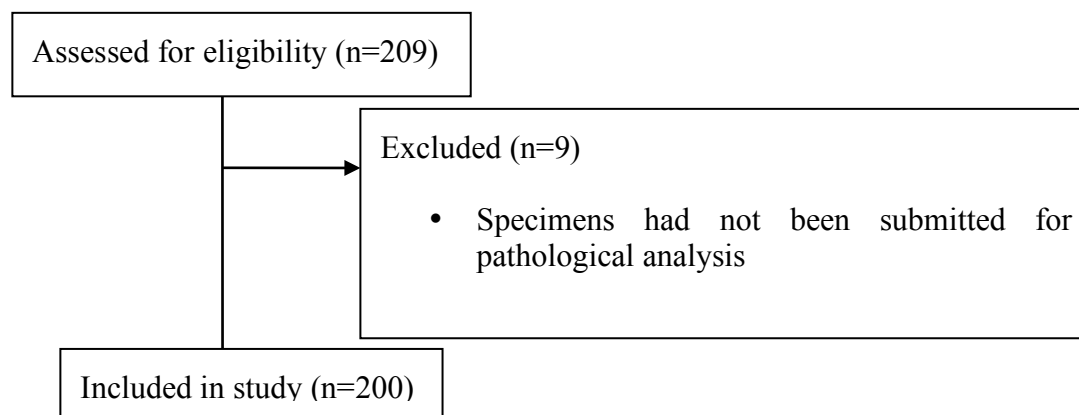 Assessed for eligibility (n=209)
Excluded (n=9)
• Specimens had not been submitted for
pathological analysis
Included in study (n=200)